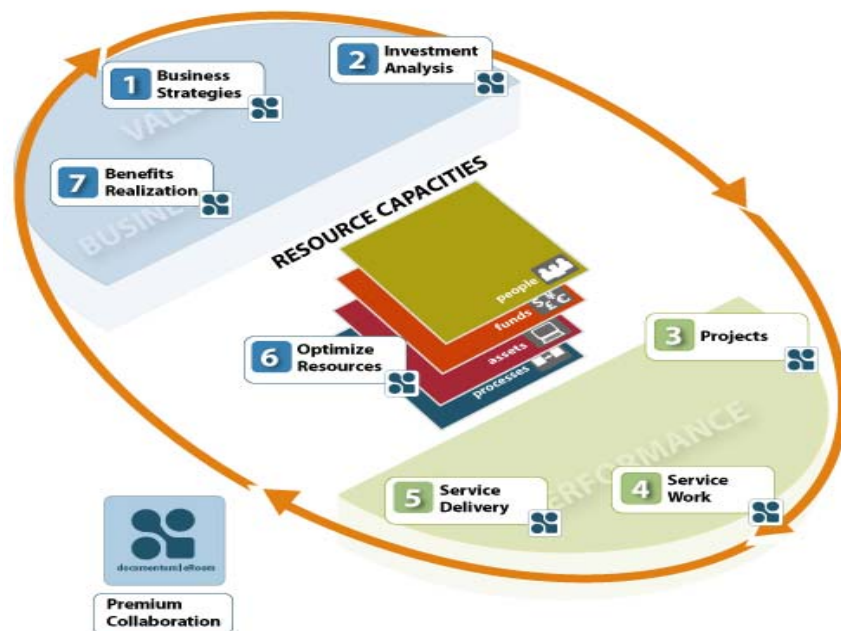 1 Business
Strategies
2 Investment
Analysis
7 Benefits
Realization
RESOURCE CAPACITIES
people
funds
$ ¥
£ €
assets
processes
6 Optimize
Resources
3 Projects
PERFORMANCE
5 Service
Delivery
4 Service
Work
documentum|eRoom
Premium
Collaboration